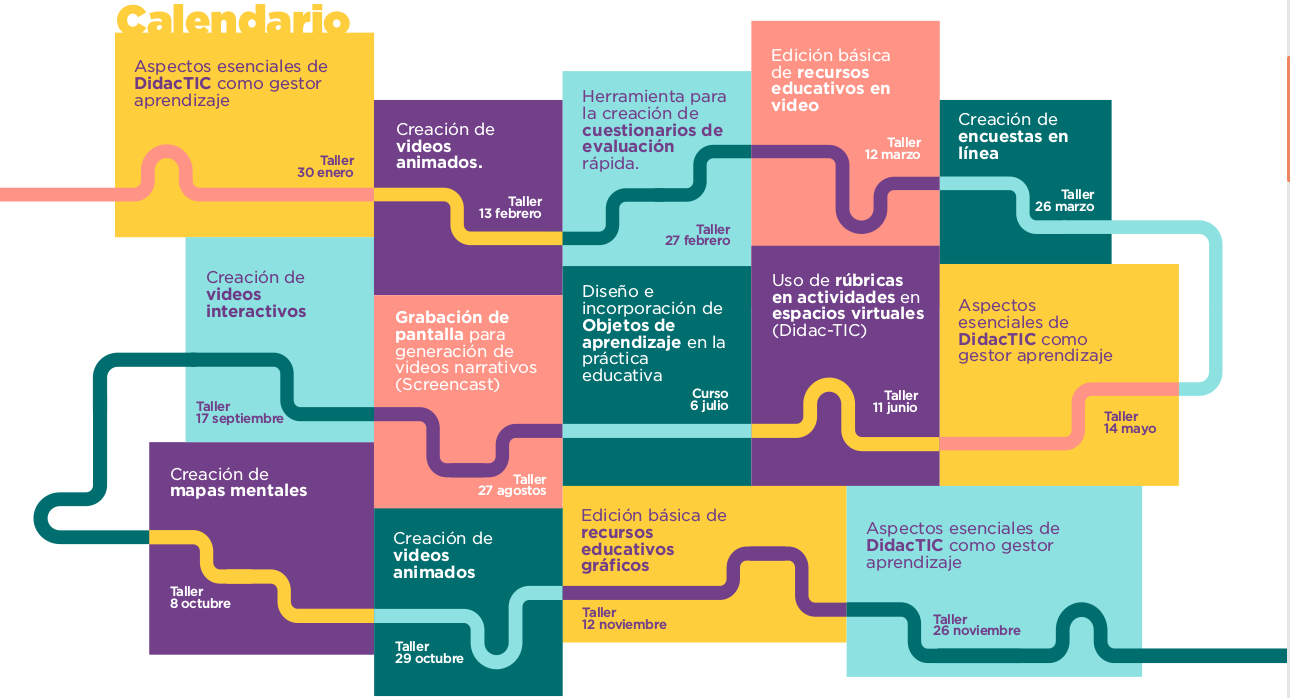 Calendario
Aspectos esenciales de
DidacTIC como gestor
aprendizaje
Taller
30 enero
Creación de
videos
animados.
Taller
13 febrero
Herramienta para
la creación de
cuestionarios de
evaluación
rápida.
Taller
27 febrero
Edición básica
de recursos
educativos en
video
Taller
12 marzo
Creación de
encuestas en
línea
Taller
26 marzo
Aspectos
esenciales de
DidacTIC como
gestor aprendizaje
Taller
14 mayo
Uso de rúbricas
en actividades en
espacios virtuales
(Didac-TIC)
Taller
11 junio
Diseño e
incorporación de
Objetos de
aprendizaje en la
práctica
educativa
Curso
6 julio
Grabación de
pantalla para
generación de
videos narrativos
(Screencast)
Taller
27 agostos
Creación de
videos
interactivos
Taller
17 septiembre
Creación de
mapas mentales
Taller
8 octubre
Creación de
videos
animados
Taller
29 octubre
Edición básica de
recursos
educativos
gráficos
Taller
12 noviembre
Aspectos esenciales de
DidacTIC como gestor
aprendizaje
Taller
26 noviembre